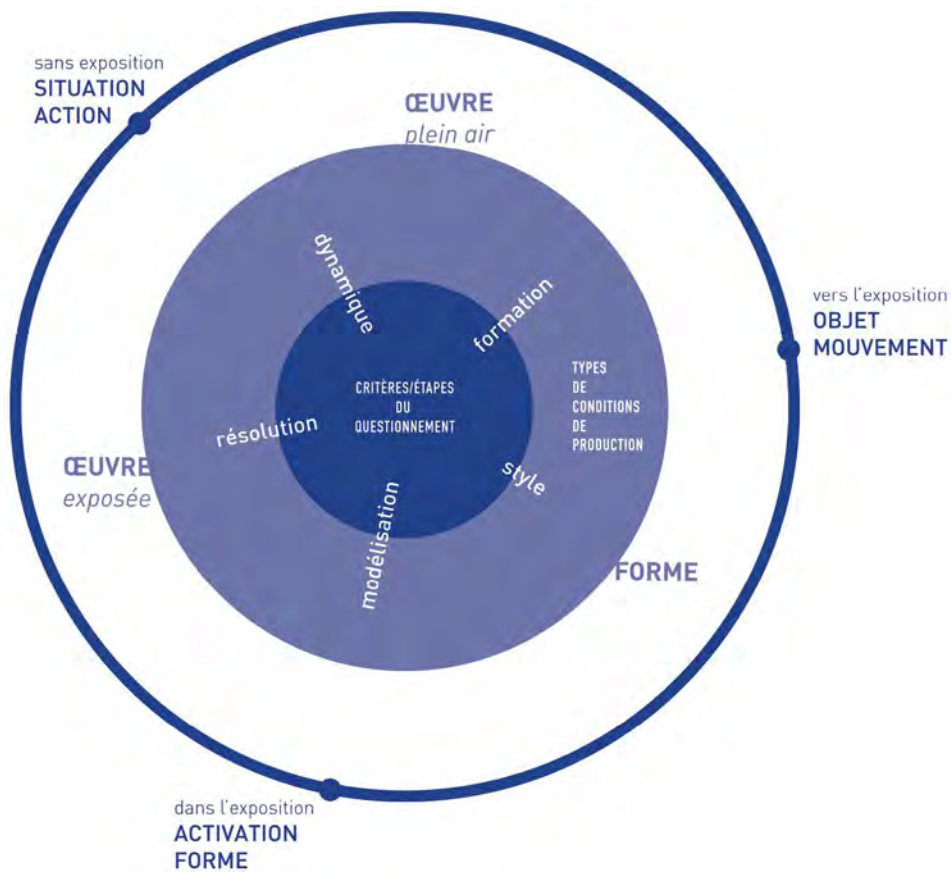 sans exposition
SITUATION
ACTION
ŒUVRE
plein air
dynamique
formation
vers l'exposition
OBJET
MOUVEMENT
CRITÈRES/ÉTAPES
DU
QUESTIONNEMENT
TYPES
DE
CONDITIONS
DE
PRODUCTION
résolution
ŒUVRE
exposée
style
modélisation
FORME
dans l'exposition
ACTIVATION
FORME